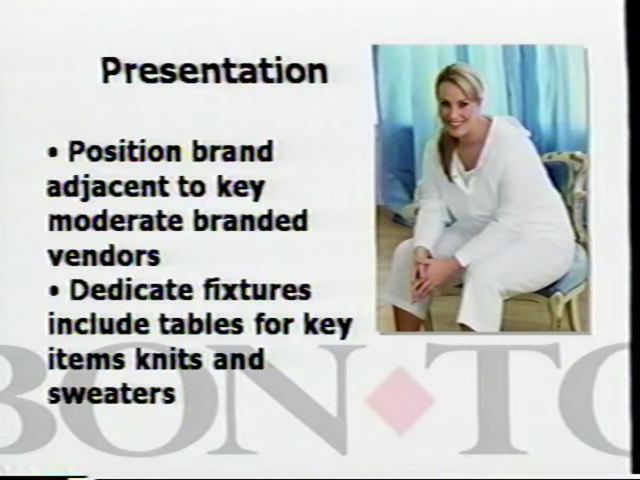 Presentation
• Position brand
adjacent to key
moderate branded
vendors
• Dedicate fixtures
include tables for key
items knits and
sweaters
BON TO